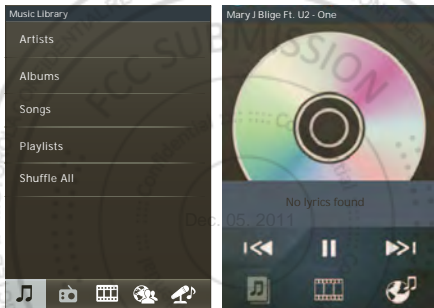 Music Library
Artists
Albums
Songs
Playlists
Shuffle All
Mary J Blige Ft. U2 - One
No lyrics found
FCC SUBMISSION
Confidential
Dec. 05, 2011